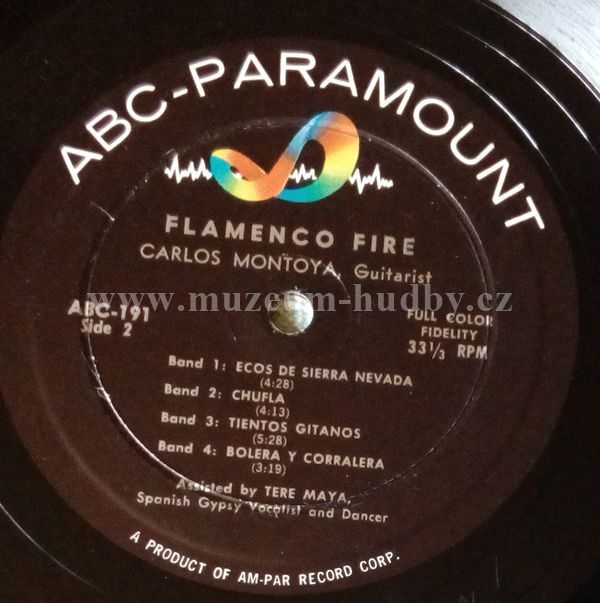 ABC-PARAMOUNT
FLAMENCO FIRE
CARLOS MONTOYA, Guitarist
www.muzeum-hudby.cz
ABC-191
Side 2
FULL COLOR
FIDELITY
33 1/3 RPM
Band 1: ECOS DE SIERRA NEVADA
(4:28)
Band 2: CHUFLA
(4:13)
Band 3: TIENTOS GITANOS
(5:28)
Band 4: BOLERA Y CORRALERA
(3:19)
Assisted by TERE MAYA,
Spanish Gypsy Vocalist and Dancer
A PRODUCT OF AM-PAR RECORD CORP.